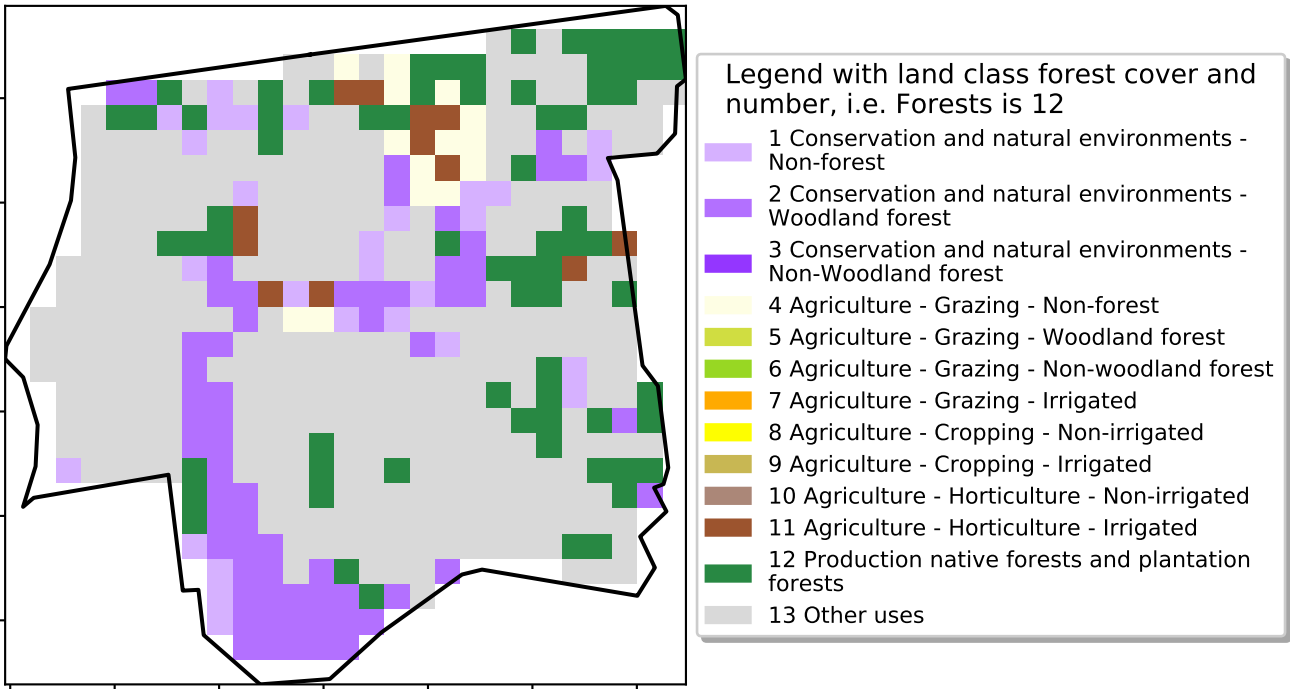 Legend with land class forest cover and
number, i.e. Forests is 12
1 Conservation and natural environments -
Non-forest
2 Conservation and natural environments -
Woodland forest
3 Conservation and natural environments -
Non-Woodland forest
4 Agriculture - Grazing - Non-forest
5 Agriculture - Grazing - Woodland forest
6 Agriculture - Grazing - Non-woodland forest
7 Agriculture - Grazing - Irrigated
8 Agriculture - Cropping - Non-irrigated
9 Agriculture - Cropping - Irrigated
10 Agriculture - Horticulture - Non-irrigated
11 Agriculture - Horticulture - Irrigated
12 Production native forests and plantation
forests
13 Other uses